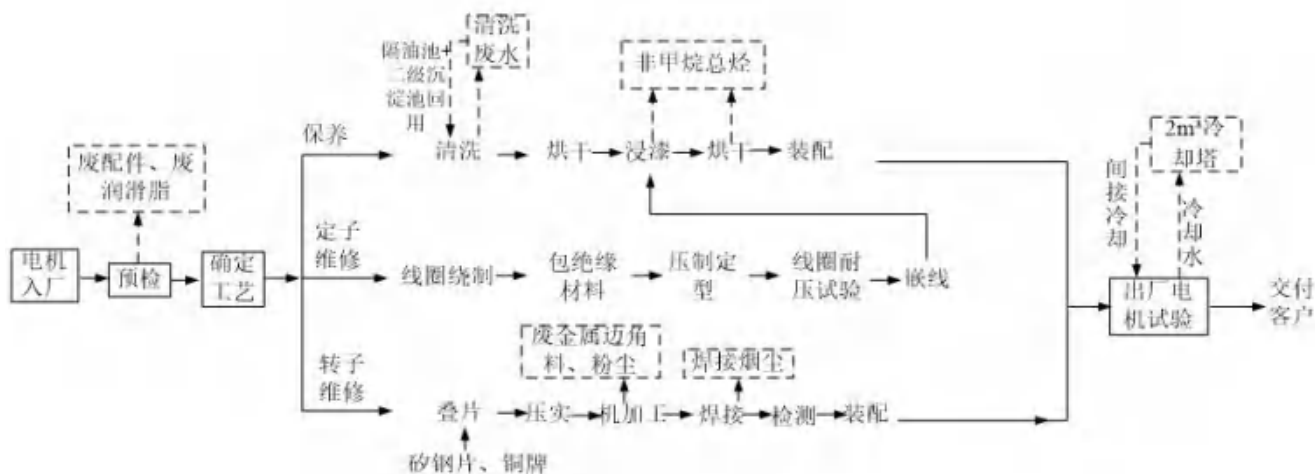 清洗
废水
隔油池+
二级沉
淀池回
用
非甲烷总烃
保养
清洗
烘干
浸漆
烘干
装配
2m³冷
却塔
间接冷却
冷却水
废配件、废
润滑脂
电机
入厂
预检
确定
工艺
定子
维修
线圈绕制
包绝缘
材料
压制定
型
线圈耐
压试验
嵌线
出厂电
机试验
交付
客户
转子
维修
废金属边角
料、粉尘
焊接烟尘
叠片
压实
机加工
焊接
检测
装配
矽钢片、铜牌